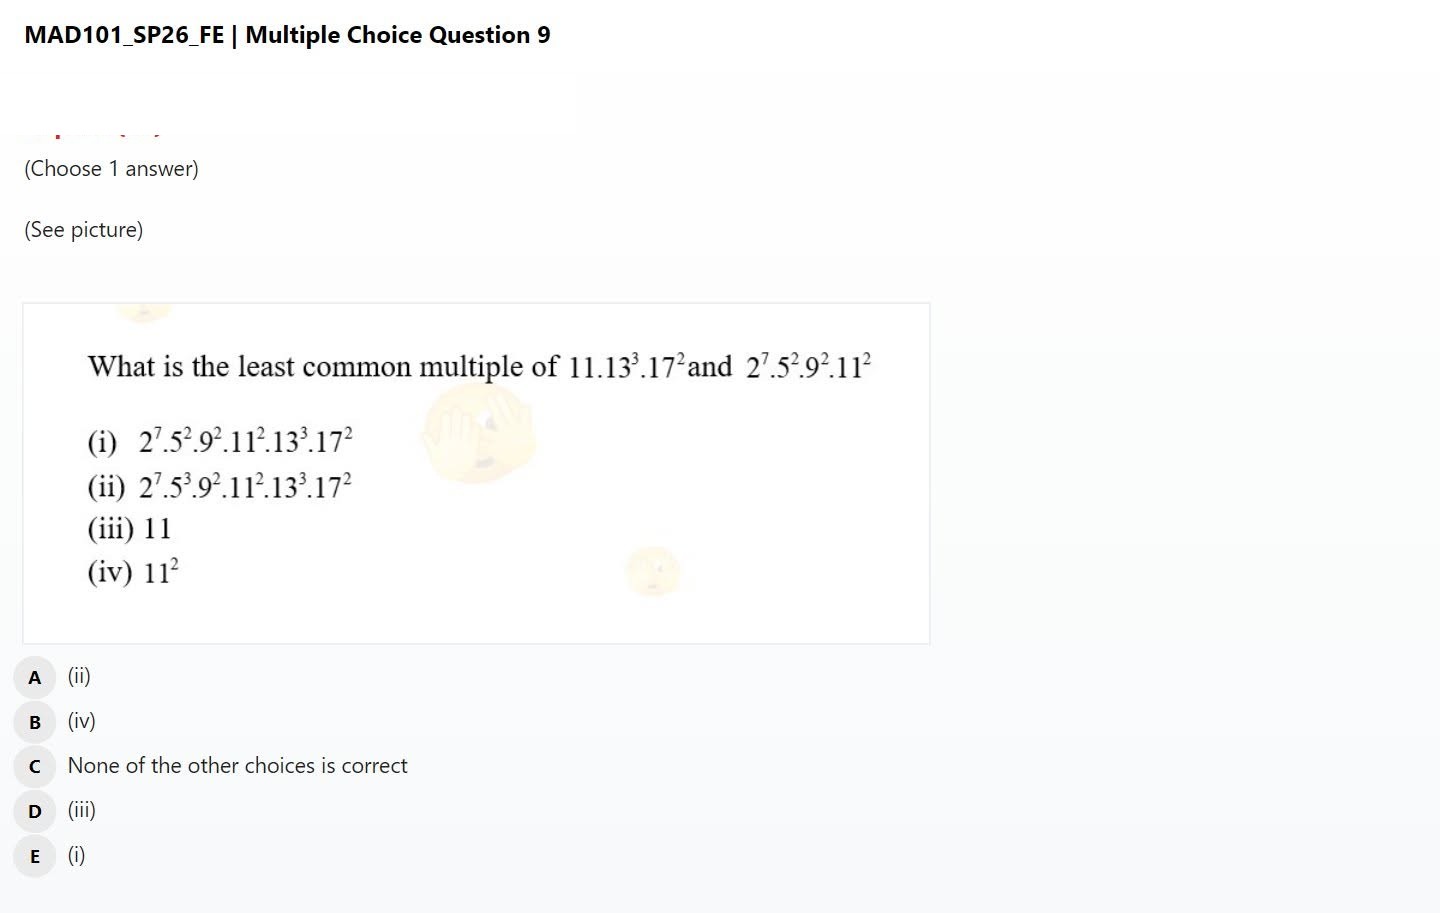 MAD101_SP26_FE | Multiple Choice Question 9
(Choose 1 answer)
(See picture)
What is the least common multiple of 11.13³.17² and 2⁷.5².9².11²
(i) 2⁷.5².9².11².13³.17²
(ii) 2⁷.5³.9².11².13³.17²
(iii) 11
(iv) 11²
A (ii)
B (iv)
C None of the other choices is correct
D (iii)
E (i)